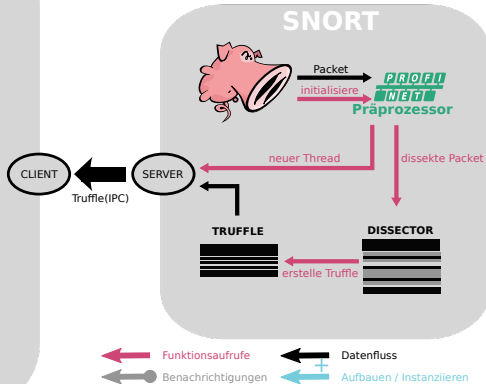 SNORT
Packet
initialisiere
PROFI
NET
Präprozessor
neuer Thread
dissekte Packet
CLIENT
SERVER
Truffle(IPC)
TRUFFLE
DISSECTOR
erstelle Truffle
Funktionsaufrufe
Datenfluss
Benachrichtigungen
Aufbauen / Instanziieren